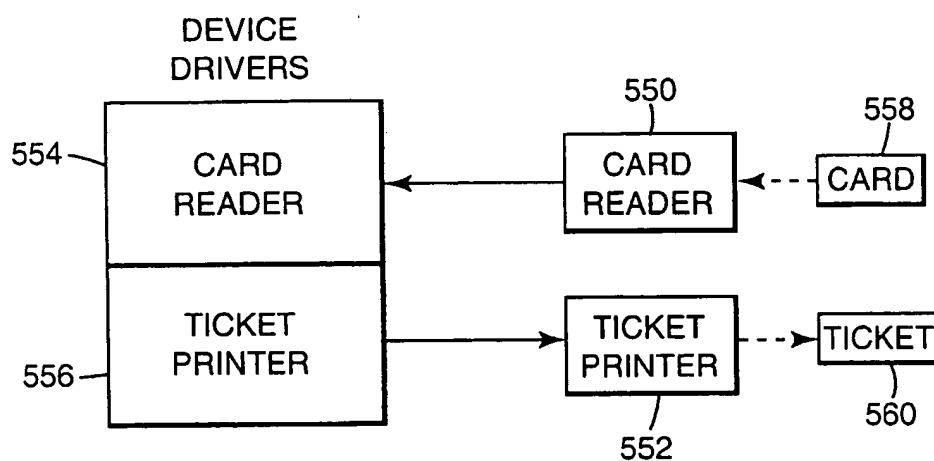 DEVICE
DRIVERS
554
CARD
READER
550
CARD
READER
558
CARD
556
TICKET
PRINTER
TICKET
PRINTER
552
TICKET
560